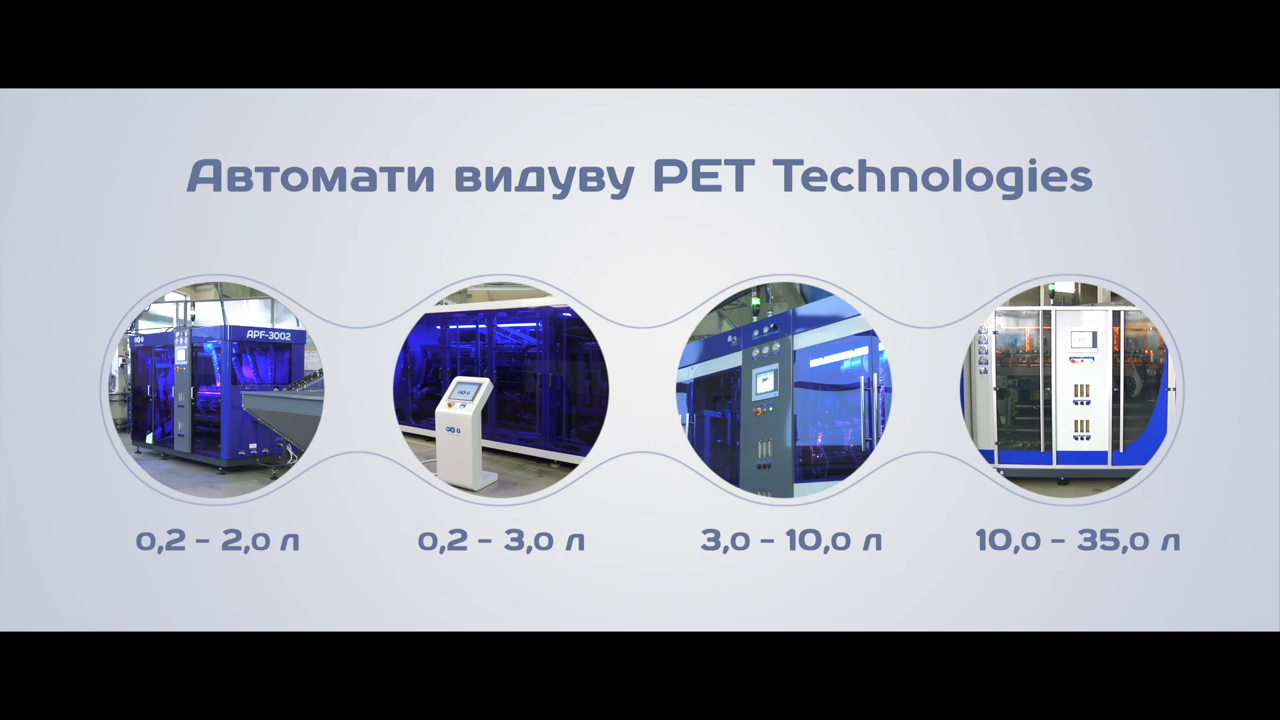 Автомати видуву PET Technologies
APF-3002
0,2 - 2,0 л
0,2 - 3,0 л
3,0 - 10,0 л
10,0 - 35,0 л